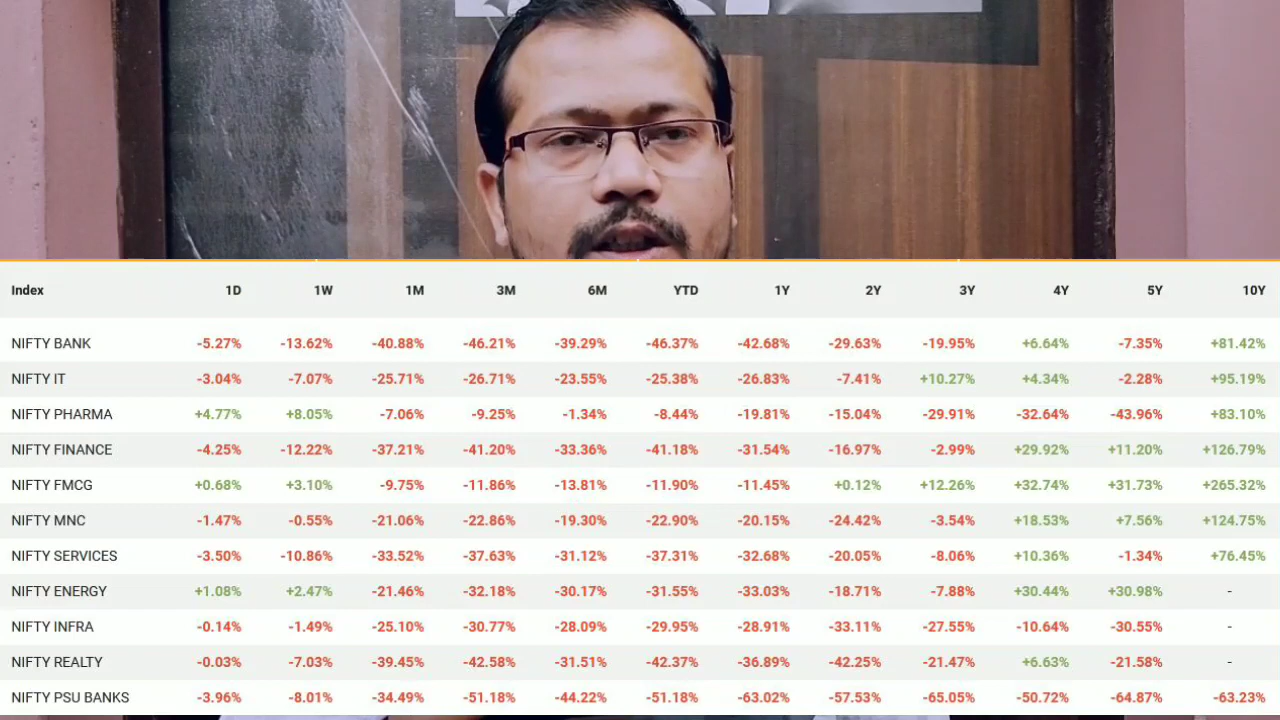 Index 1D 1W 1M 3M 6M YTD 1Y 2Y 3Y 4Y 5Y 10Y
NIFTY BANK -5.27% -13.62% -40.88% -46.21% -39.29% -46.37% -42.68% -29.63% -19.95% +6.64% -7.35% +81.42%
NIFTY IT -3.04% -7.07% -25.71% -26.71% -23.55% -25.38% -26.83% -7.41% +10.27% +4.34% -2.28% +95.19%
NIFTY PHARMA +4.77% +8.05% -7.06% -9.25% -1.34% -8.44% -19.81% -15.04% -29.91% -32.64% -43.96% +83.10%
NIFTY FINANCE -4.25% -12.22% -37.21% -41.20% -33.36% -41.18% -31.54% -16.97% -2.99% +29.92% +11.20% +126.79%
NIFTY FMCG +0.68% +3.10% -9.75% -11.86% -13.81% -11.90% -11.45% +0.12% +12.26% +32.74% +31.73% +265.32%
NIFTY MNC -1.47% -0.55% -21.06% -22.86% -19.30% -22.90% -20.15% -24.42% -3.54% +18.53% +7.56% +124.75%
NIFTY SERVICES -3.50% -10.86% -33.52% -37.63% -31.12% -37.31% -32.68% -20.05% -8.06% +10.36% -1.34% +76.45%
NIFTY ENERGY +1.08% +2.47% -21.46% -32.18% -30.17% -31.55% -33.03% -18.71% -7.88% +30.44% +30.98% -
NIFTY INFRA -0.14% -1.49% -25.10% -30.77% -28.09% -29.95% -28.91% -33.11% -27.55% -10.64% -30.55% -
NIFTY REALTY -0.03% -7.03% -39.45% -42.58% -31.51% -42.37% -36.89% -42.25% -21.47% +6.63% -21.58% -
NIFTY PSU BANKS -3.96% -8.01% -34.49% -51.18% -44.22% -51.18% -63.02% -57.53% -65.05% -50.72% -64.87% -63.23%